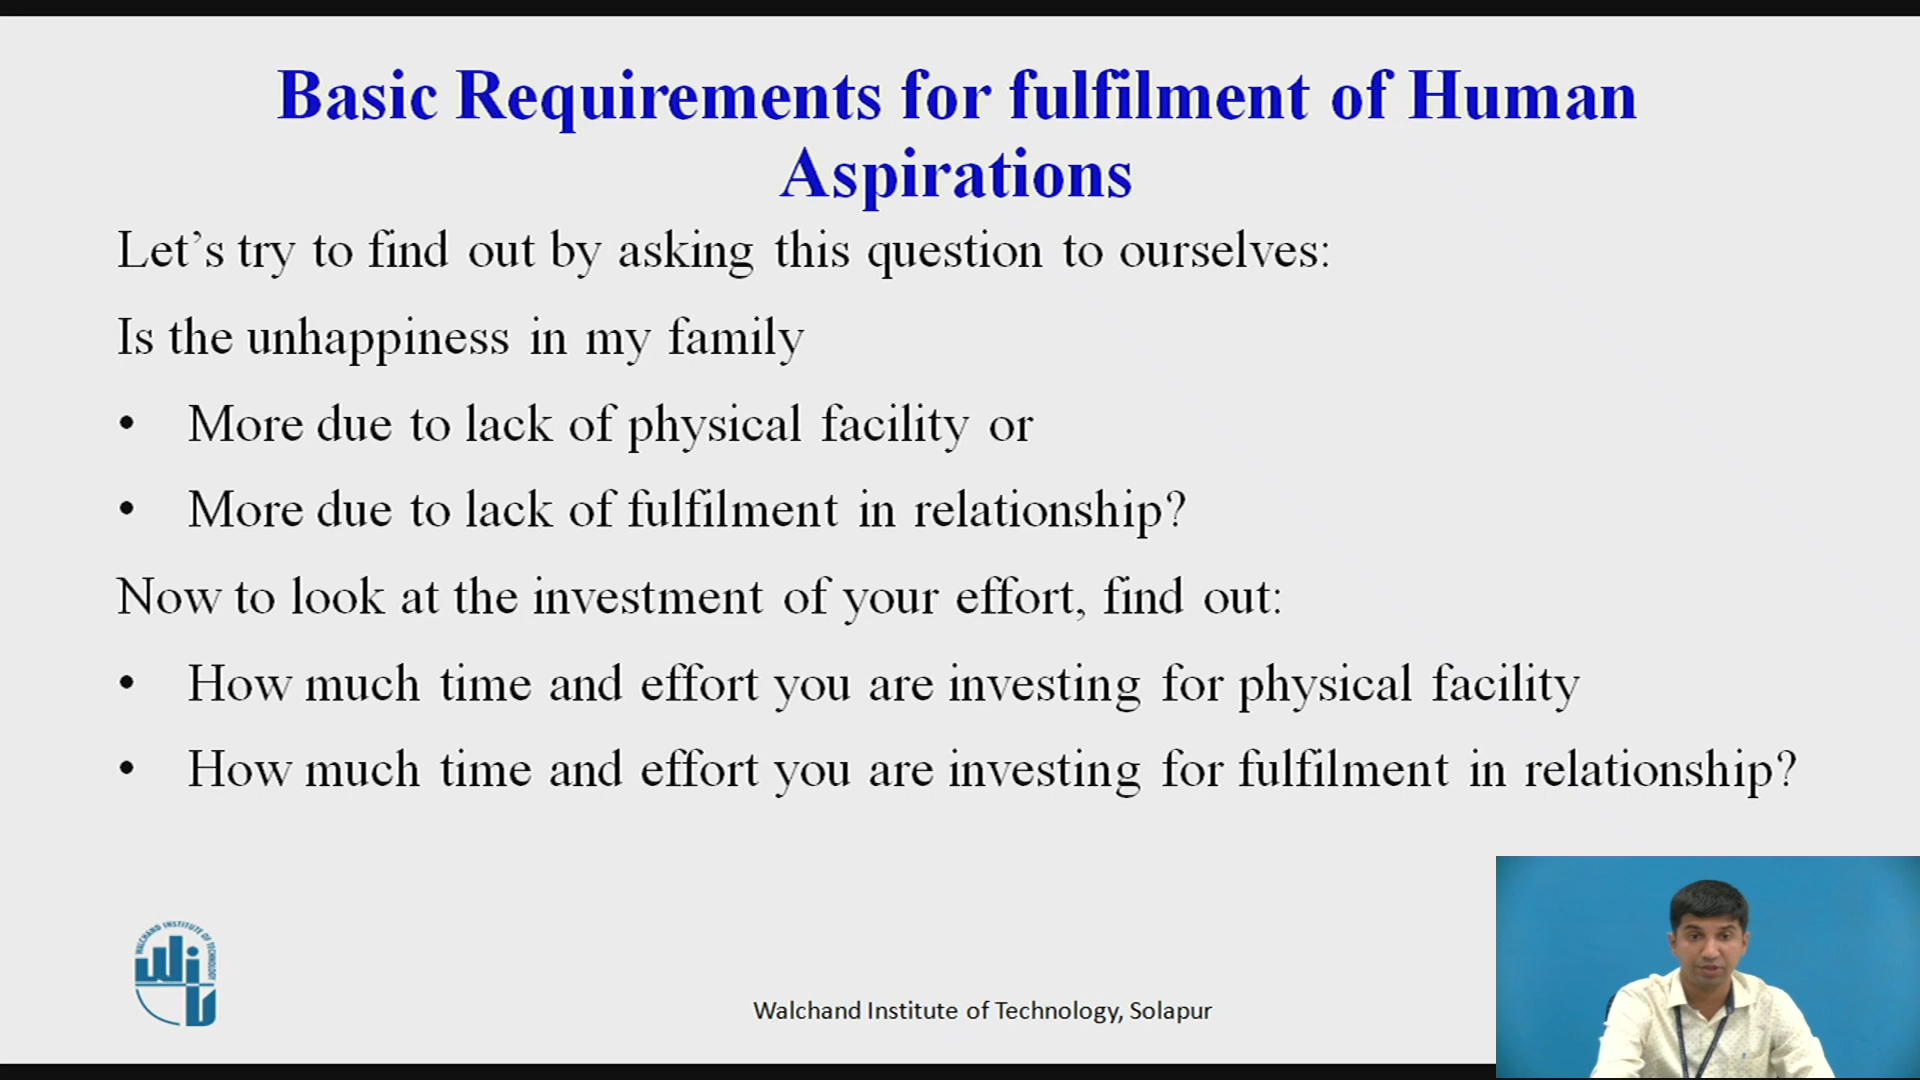 Basic Requirements for fulfilment of Human
Aspirations
Let’s try to find out by asking this question to ourselves:
Is the unhappiness in my family
• More due to lack of physical facility or
• More due to lack of fulfilment in relationship?
Now to look at the investment of your effort, find out:
• How much time and effort you are investing for physical facility
• How much time and effort you are investing for fulfilment in relationship?
WALCHAND INSTITUTE OF TECHNOLOGY
Walchand Institute of Technology, Solapur